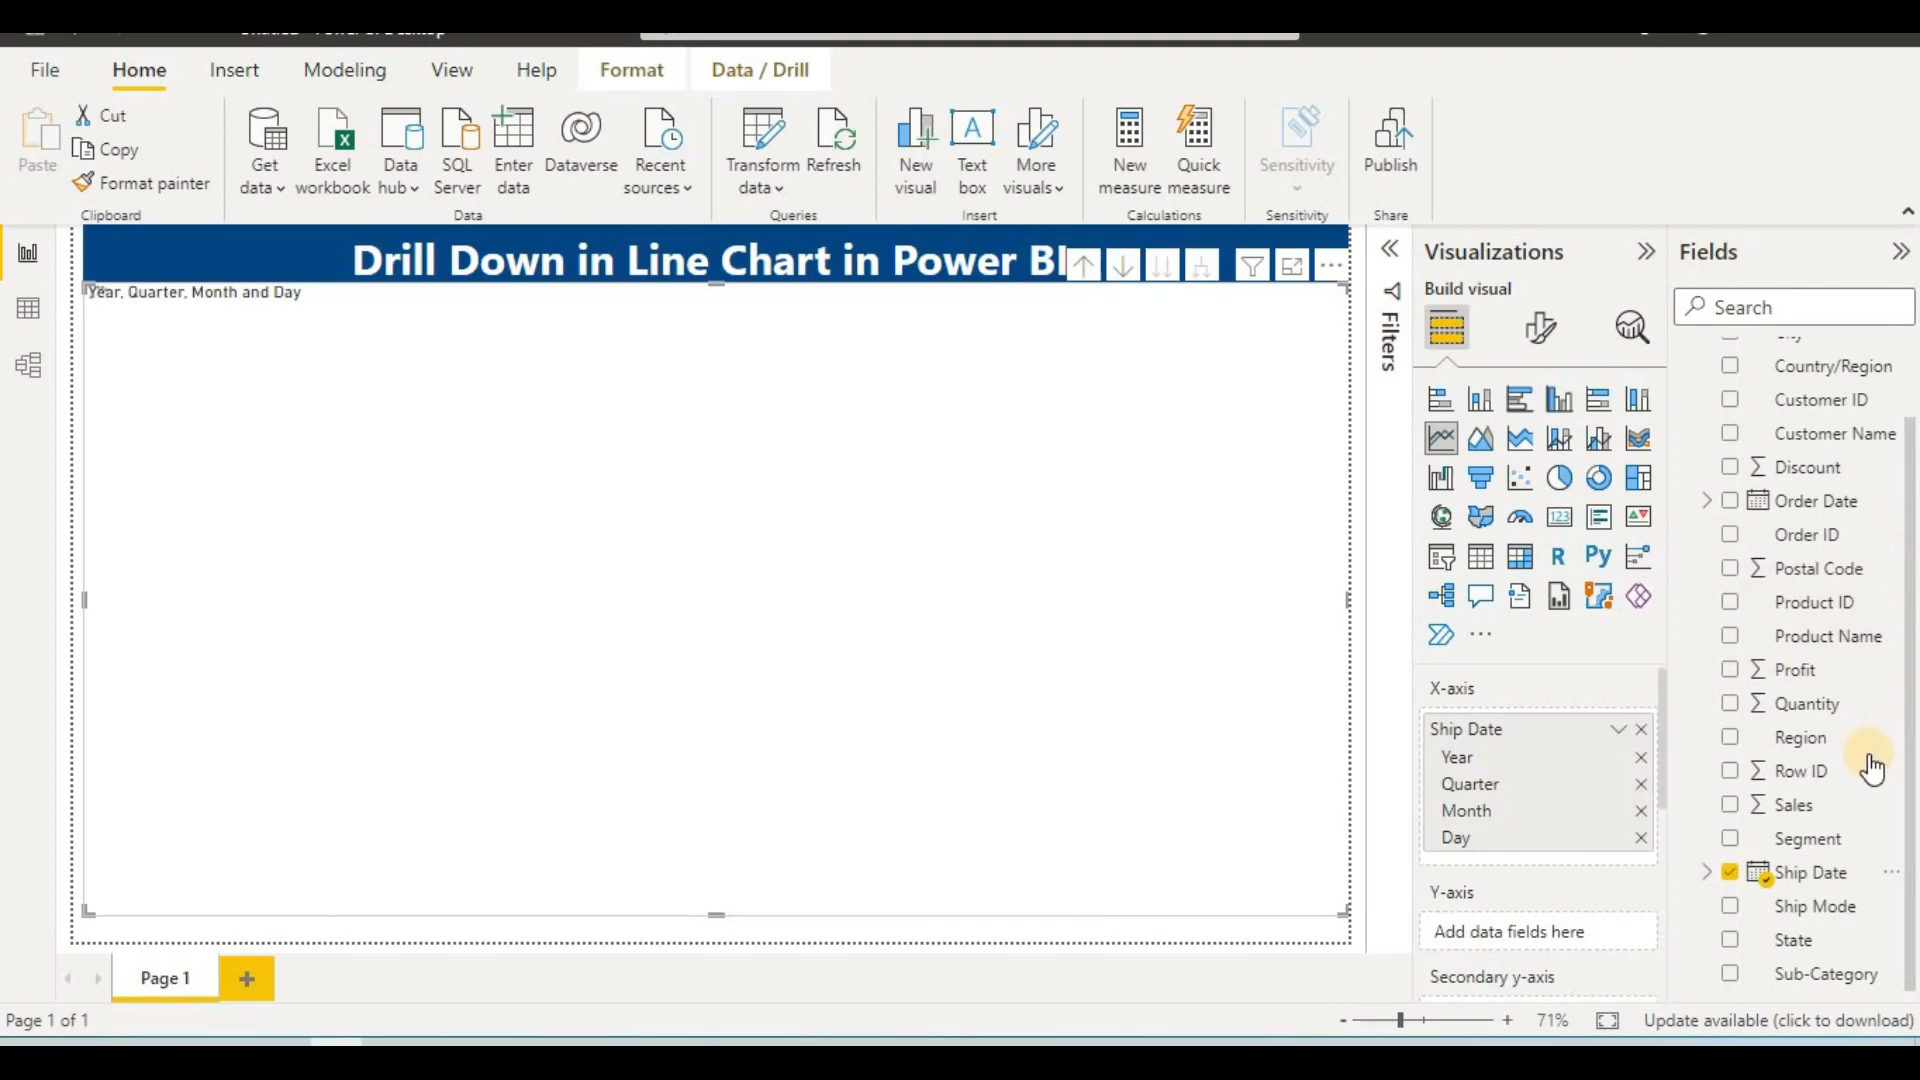 File
Home
Insert
Modeling
View
Help
Format
Data / Drill
Paste
Cut
Copy
Format painter
Clipboard
Get data
Excel workbook
Data hub
SQL Server
Enter data
Dataverse
Recent sources
Data
Transform data
Refresh
Queries
New visual
Text box
More visuals
Insert
New measure
Quick measure
Calculations
Sensitivity
Sensitivity
Publish
Share
Drill Down in Line Chart in Power BI
Year, Quarter, Month and Day
Filters
Visualizations
Build visual
123
R
Py
X-axis
Ship Date
Year
Quarter
Month
Day
Y-axis
Add data fields here
Secondary y-axis
Fields
Search
Country/Region
Customer ID
Customer Name
Discount
Order Date
Order ID
Postal Code
Product ID
Product Name
Profit
Quantity
Region
Row ID
Sales
Segment
Ship Date
Ship Mode
State
Sub-Category
Page 1
Page 1 of 1
71%
Update available (click to download)